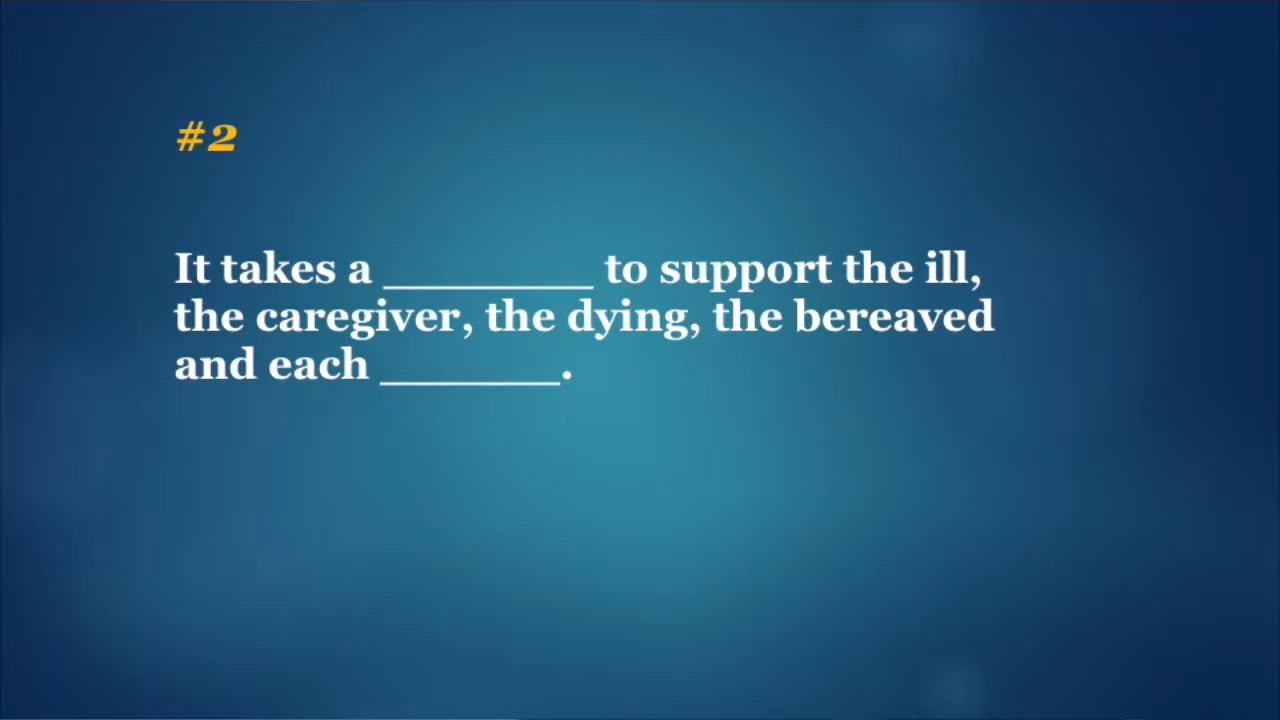 #2
It takes a ________ to support the ill,
the caregiver, the dying, the bereaved
and each _______.